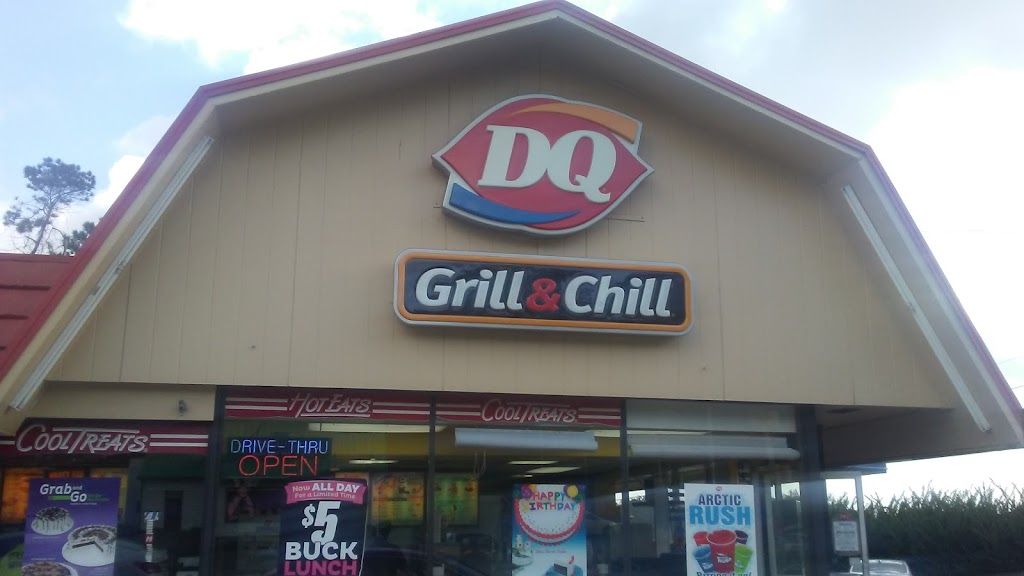 DQ
Grill & Chill
HOT EATS
COOL TREATS
COOL TREATS
DRIVE-THRU
OPEN
Grab and
Go
NOW ALL DAY
For a Limited Time
$5
BUCK
LUNCH
HAPPY
BIRTHDAY
ARCTIC
RUSH